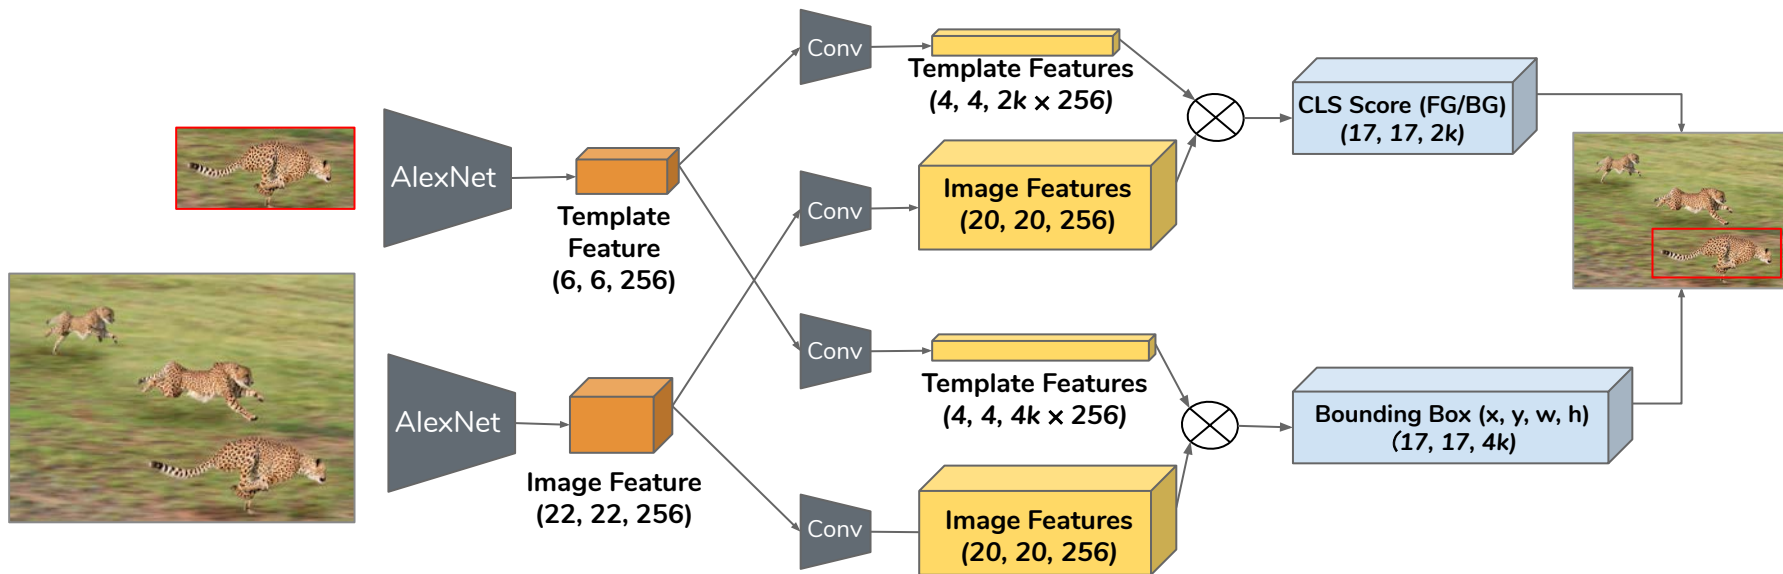 AlexNet
Template
Feature
(6, 6, 256)
AlexNet
Image Feature
(22, 22, 256)
Conv
Template Features
(4, 4, 2k × 256)
Conv
Image Features
(20, 20, 256)
Conv
Template Features
(4, 4, 4k × 256)
Conv
Image Features
(20, 20, 256)
CLS Score (FG/BG)
(17, 17, 2k)
Bounding Box (x, y, w, h)
(17, 17, 4k)